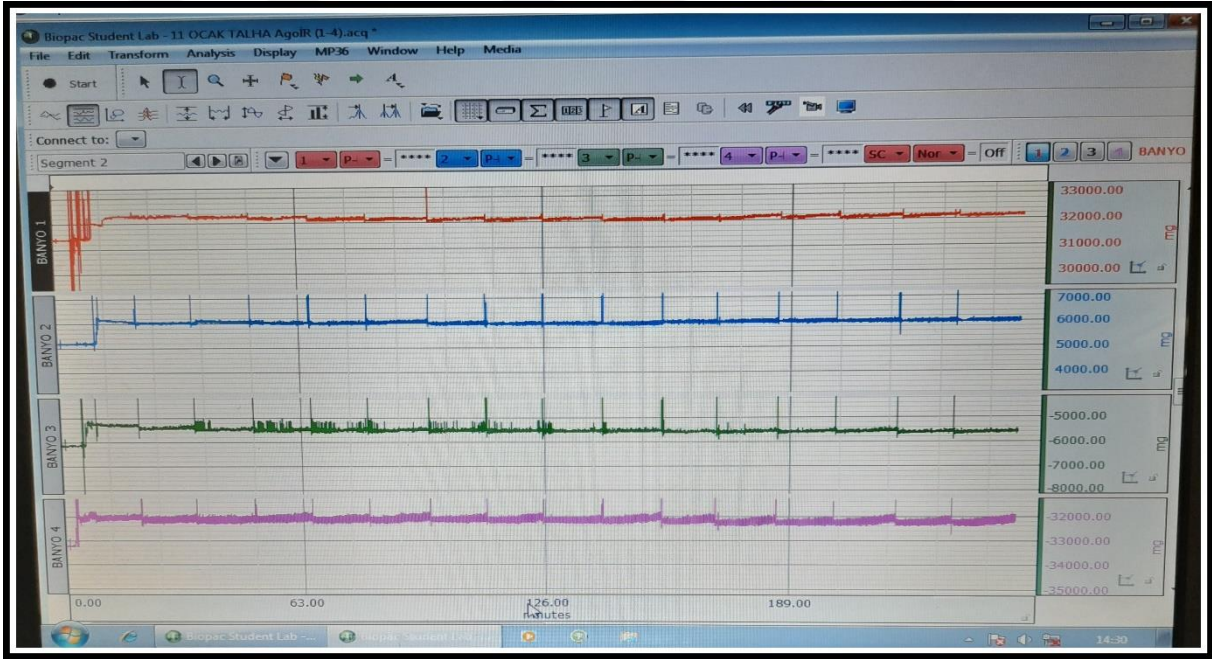 Biopac Student Lab - 11 OCAK TALHA AgoIR (1-4).acq *
File Edit Transform Analysis Display MP36 Window Help Media
Start
Connect to:
Segment 2 1 P- = **** 2 P-I = **** 3 P- = **** 4 P-I = **** SC Nor = Off 1 2 3 4 BANYO
BANYO 1
33000.00
32000.00
31000.00
30000.00
mg
BANYO 2
7000.00
6000.00
5000.00
4000.00
mg
BANYO 3
-5000.00
-6000.00
-7000.00
-8000.00
mg
BANYO 4
-32000.00
-33000.00
-34000.00
-35000.00
mg
0.00 63.00 126.00 189.00
minutes
Biopac Student Lab -...
14:30